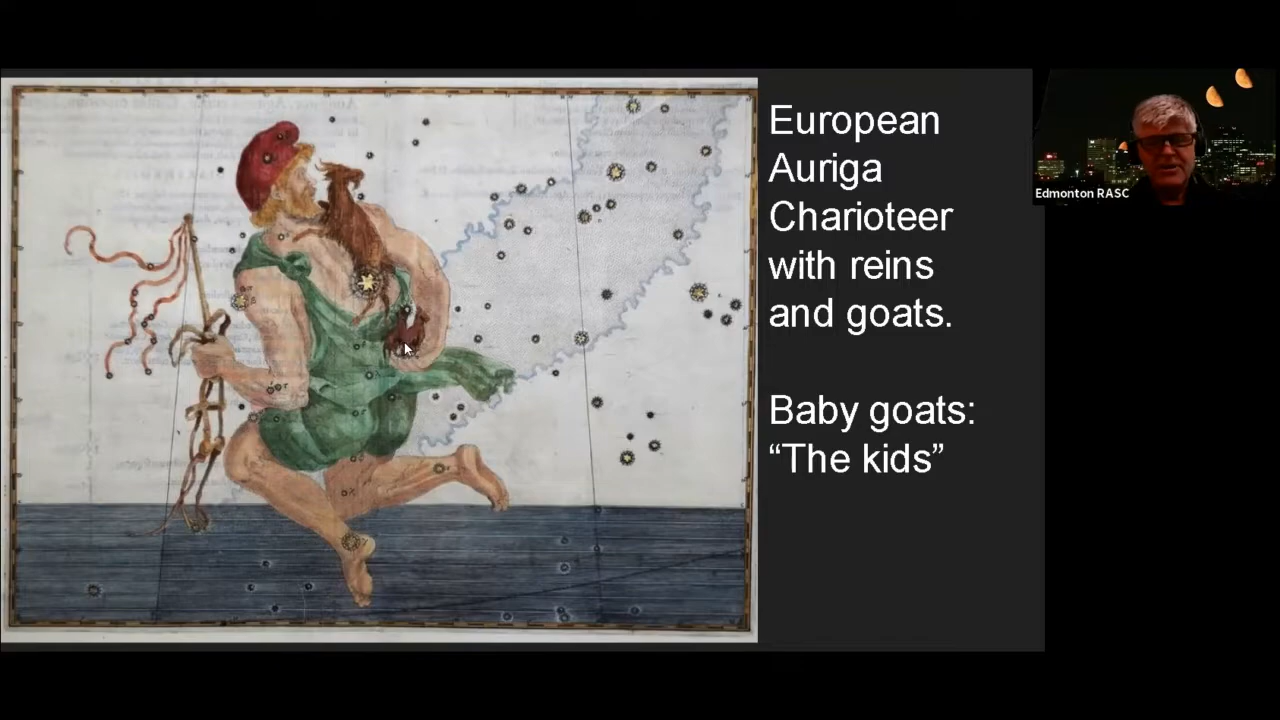 European
Auriga
Charioteer
with reins
and goats.
Baby goats:
“The kids”
Edmonton RASC